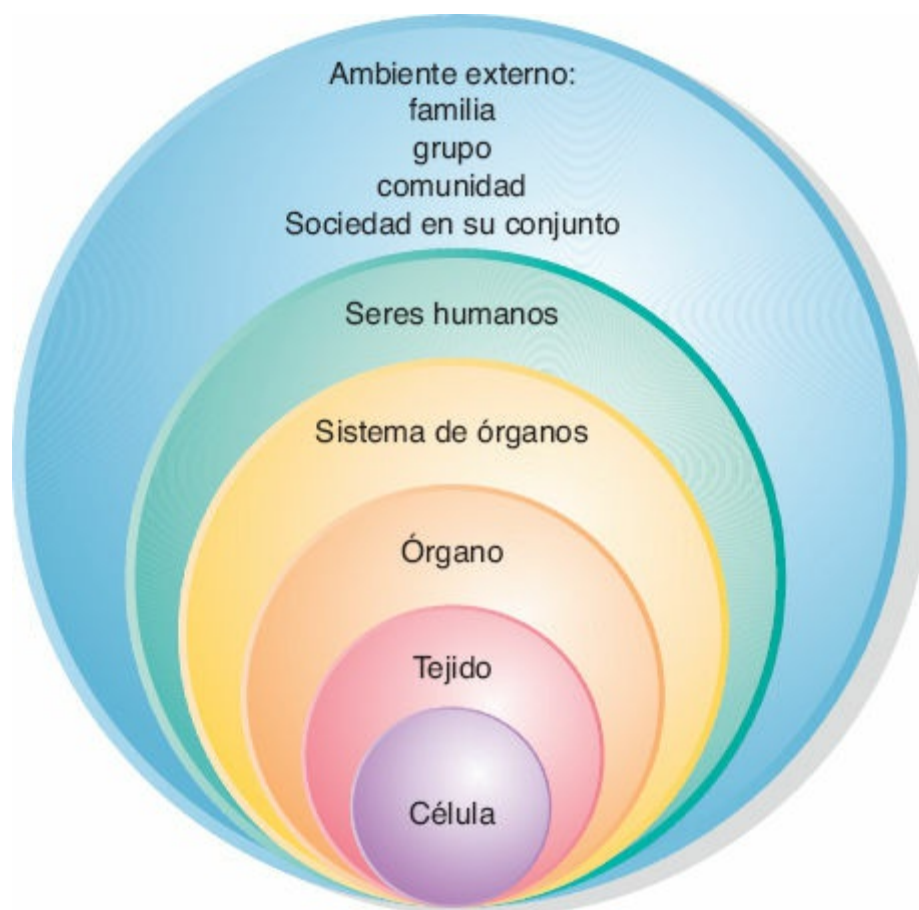 Ambiente externo:
familia
grupo
comunidad
Sociedad en su conjunto
Seres humanos
Sistema de órganos
Órgano
Tejido
Célula